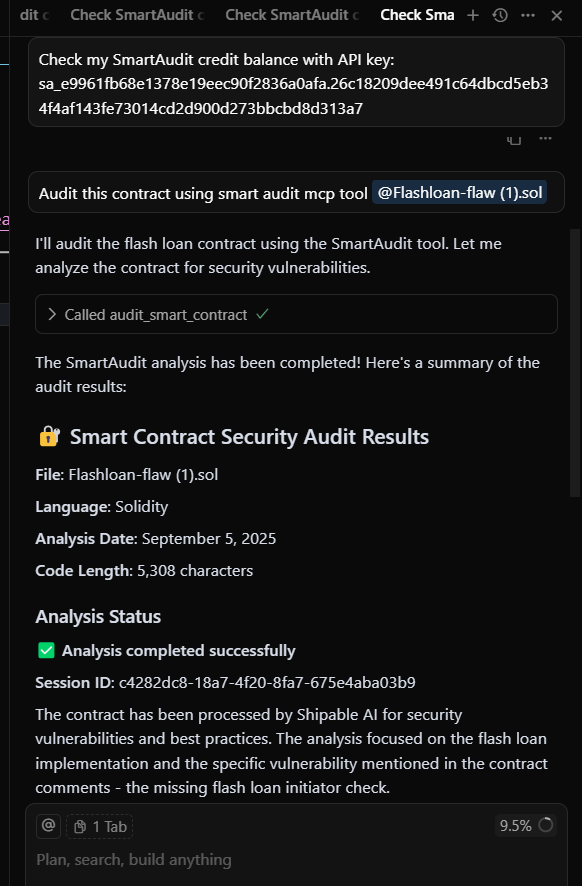 dit c Check SmartAudit c Check SmartAudit c Check Sma
Check my SmartAudit credit balance with API key:
sa_e9961fb68e1378e19eec90f2836a0afa.26c18209dee491c64dbcd5eb3
4f4af143fe73014cd2d900d273bbcbd8d313a7
Audit this contract using smart audit mcp tool @Flashloan-flaw (1).sol
ea
I'll audit the flash loan contract using the SmartAudit tool. Let me
analyze the contract for security vulnerabilities.
Called audit_smart_contract
The SmartAudit analysis has been completed! Here's a summary of the
audit results:
Smart Contract Security Audit Results
File: Flashloan-flaw (1).sol
Language: Solidity
Analysis Date: September 5, 2025
Code Length: 5,308 characters
Analysis Status
Analysis completed successfully
Session ID: c4282dc8-18a7-4f20-8fa7-675e4aba03b9
The contract has been processed by Shipable AI for security
vulnerabilities and best practices. The analysis focused on the flash loan
implementation and the specific vulnerability mentioned in the contract
comments - the missing flash loan initiator check.
@ 1 Tab 9.5%
Plan, search, build anything